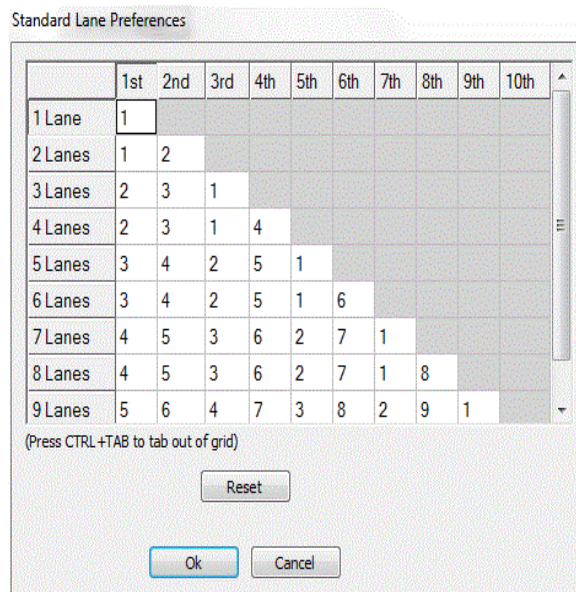 Standard Lane Preferences
1st 2nd 3rd 4th 5th 6th 7th 8th 9th 10th
1 Lane 1
2 Lanes 1 2
3 Lanes 2 3 1
4 Lanes 2 3 1 4
5 Lanes 3 4 2 5 1
6 Lanes 3 4 2 5 1 6
7 Lanes 4 5 3 6 2 7 1
8 Lanes 4 5 3 6 2 7 1 8
9 Lanes 5 6 4 7 3 8 2 9 1
(Press CTRL+TAB to tab out of grid)
Reset
Ok Cancel